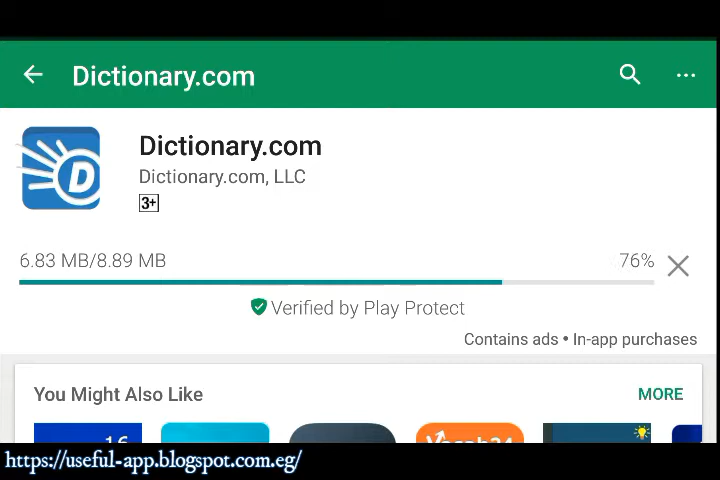 Dictionary.com
D
Dictionary.com
Dictionary.com, LLC
3+
6.83 MB/8.89 MB 76%
Verified by Play Protect
Contains ads • In-app purchases
You Might Also Like MORE
16
https://useful-app.blogspot.com.eg/